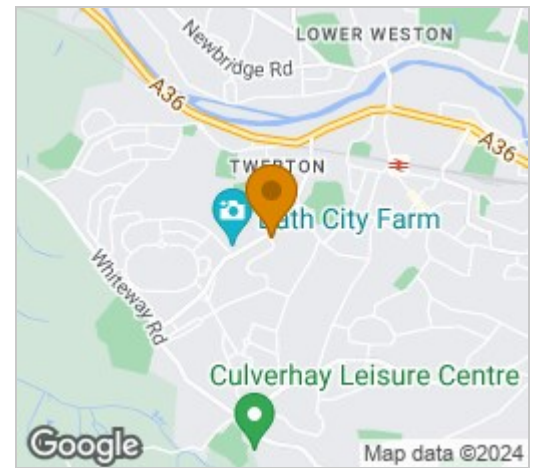 LOWER WESTON
Newbridge Rd
A36
A36
TWERTON
Bath City Farm
Whiteway Rd
Culverhay Leisure Centre
Google
Map data ©2024